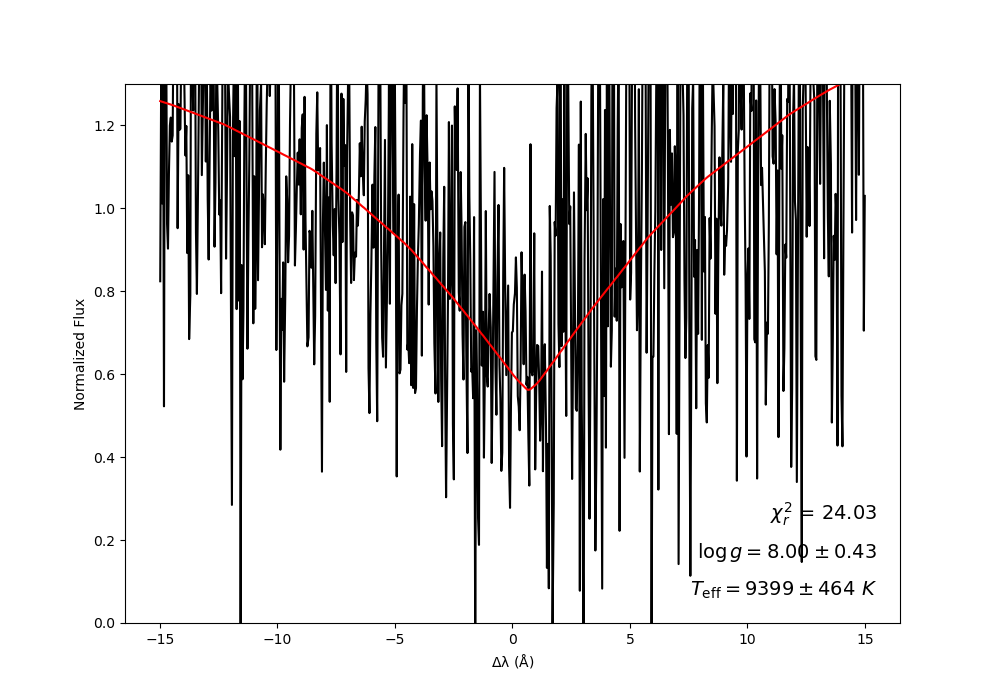 1.2
1.0
0.8
0.6
0.4
0.2
0.0
Normalized Flux
χ²ᵣ = 24.03
log g = 8.00 ± 0.43
T_eff = 9399 ± 464 K
−15 −10 −5 0 5 10 15
Δλ (Å)